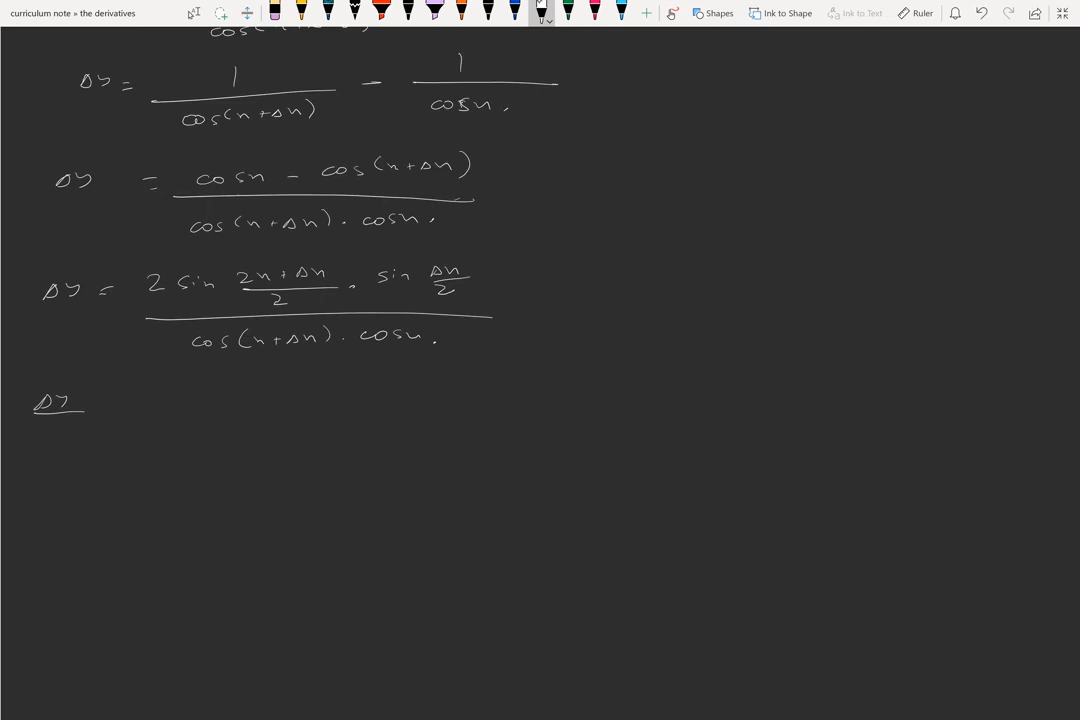 curriculum note » the derivatives
Shapes Ink to Shape Ink to Text Ruler
Δy = 1 / cos(x + Δx) - 1 / cosx.
Δy = cosx - cos(x + Δx) / cos(x + Δx) . cosx.
Δy = 2 sin 2x + Δx / 2 . sin Δx / 2 / cos(x + Δx) . cosx.
Δy